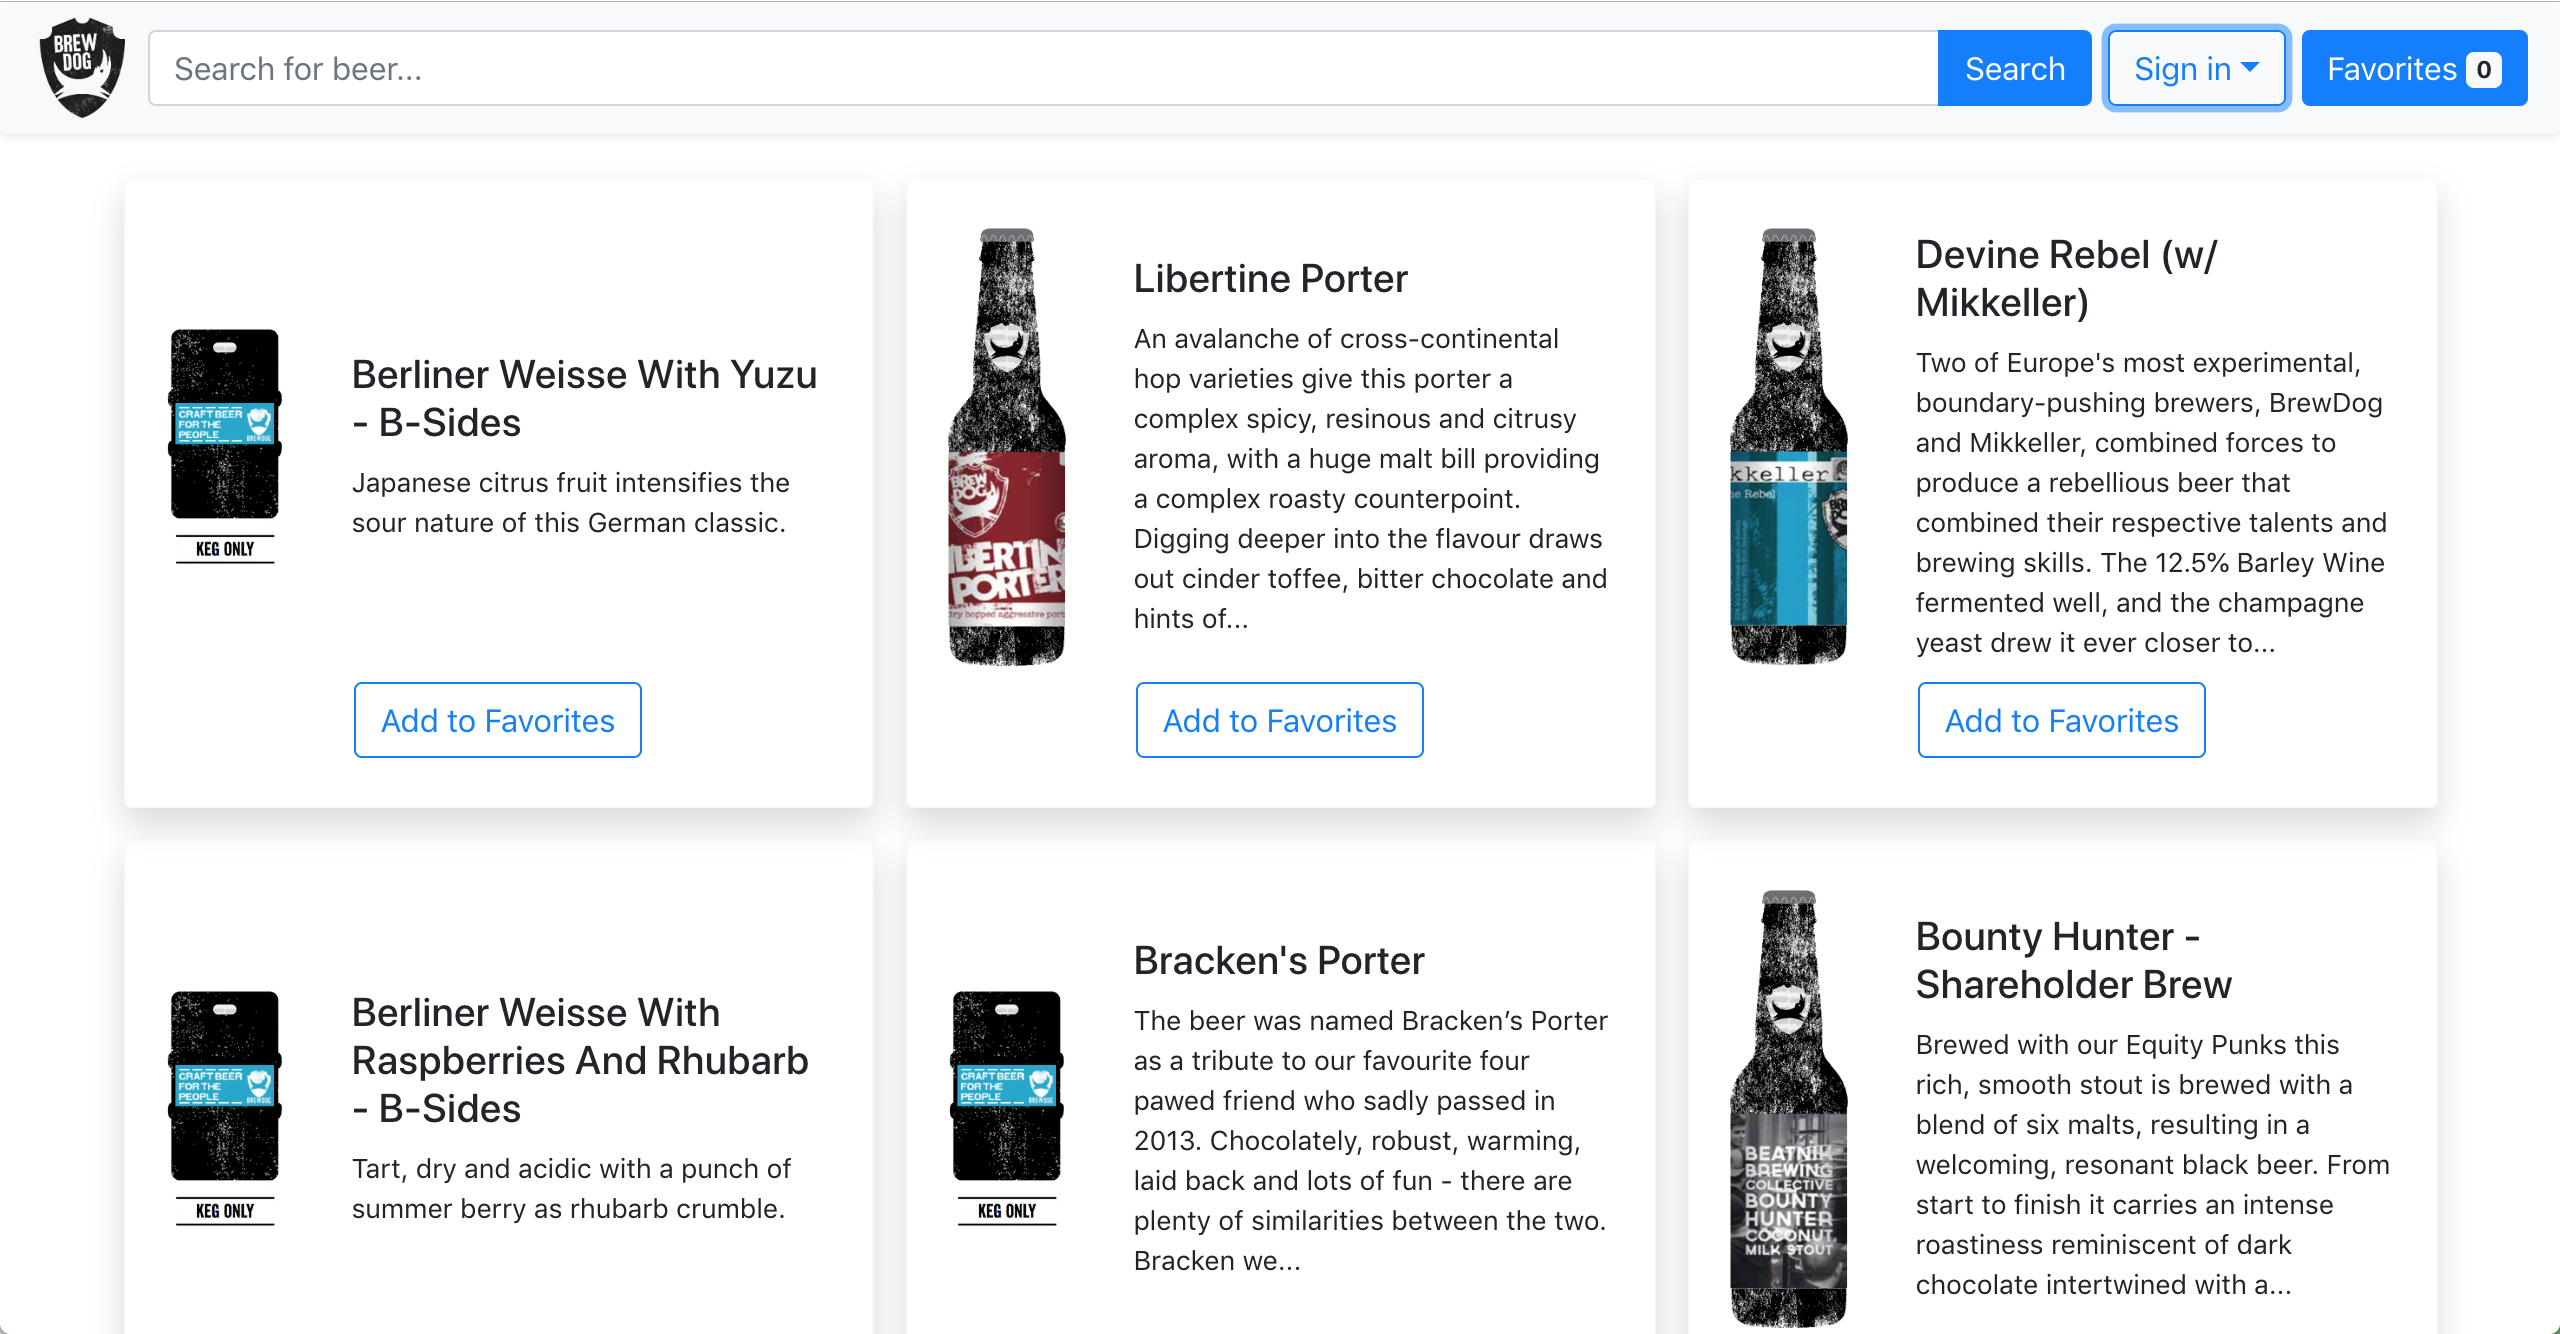 BREW
DOG
Search for beer...
Search
Sign in
Favorites 0
CRAFT BEER
FOR THE
PEOPLE
BREWDOG
KEG ONLY
Berliner Weisse With Yuzu
- B-Sides
Japanese citrus fruit intensifies the
sour nature of this German classic.
Add to Favorites
BREW
DOG
IBERTIN
PORTER
dry hopped aggressive port
Libertine Porter
An avalanche of cross-continental
hop varieties give this porter a
complex spicy, resinous and citrusy
aroma, with a huge malt bill providing
a complex roasty counterpoint.
Digging deeper into the flavour draws
out cinder toffee, bitter chocolate and
hints of...
Add to Favorites
kkeller
ne Rebel
Devine Rebel (w/
Mikkeller)
Two of Europe's most experimental,
boundary-pushing brewers, BrewDog
and Mikkeller, combined forces to
produce a rebellious beer that
combined their respective talents and
brewing skills. The 12.5% Barley Wine
fermented well, and the champagne
yeast drew it ever closer to...
Add to Favorites
CRAFT BEER
FOR THE
PEOPLE
BREWDOG
KEG ONLY
Berliner Weisse With
Raspberries And Rhubarb
- B-Sides
Tart, dry and acidic with a punch of
summer berry as rhubarb crumble.
CRAFT BEER
FOR THE
PEOPLE
BREWDOG
KEG ONLY
Bracken's Porter
The beer was named Bracken’s Porter
as a tribute to our favourite four
pawed friend who sadly passed in
2013. Chocolately, robust, warming,
laid back and lots of fun - there are
plenty of similarities between the two.
Bracken we...
BEATNIK
BREWING
COLLECTIVE
BOUNTY
HUNTER
COCONUT
MILK STOUT
Bounty Hunter -
Shareholder Brew
Brewed with our Equity Punks this
rich, smooth stout is brewed with a
blend of six malts, resulting in a
welcoming, resonant black beer. From
start to finish it carries an intense
roastiness reminiscent of dark
chocolate intertwined with a...